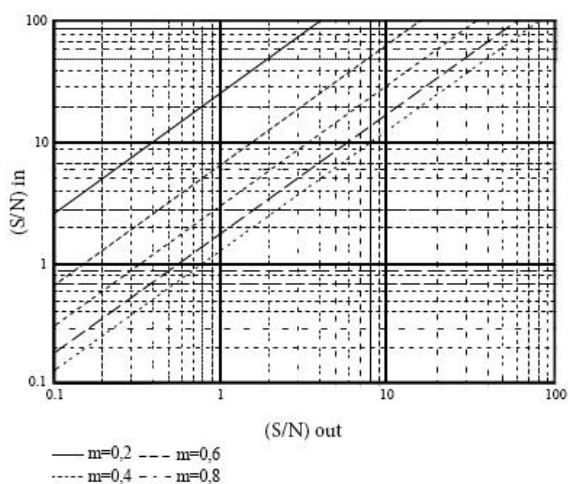 100
10
1
0.1
(S/N) in
0.1 1 10 100
(S/N) out
m=0,2 m=0,6
m=0,4 m=0,8